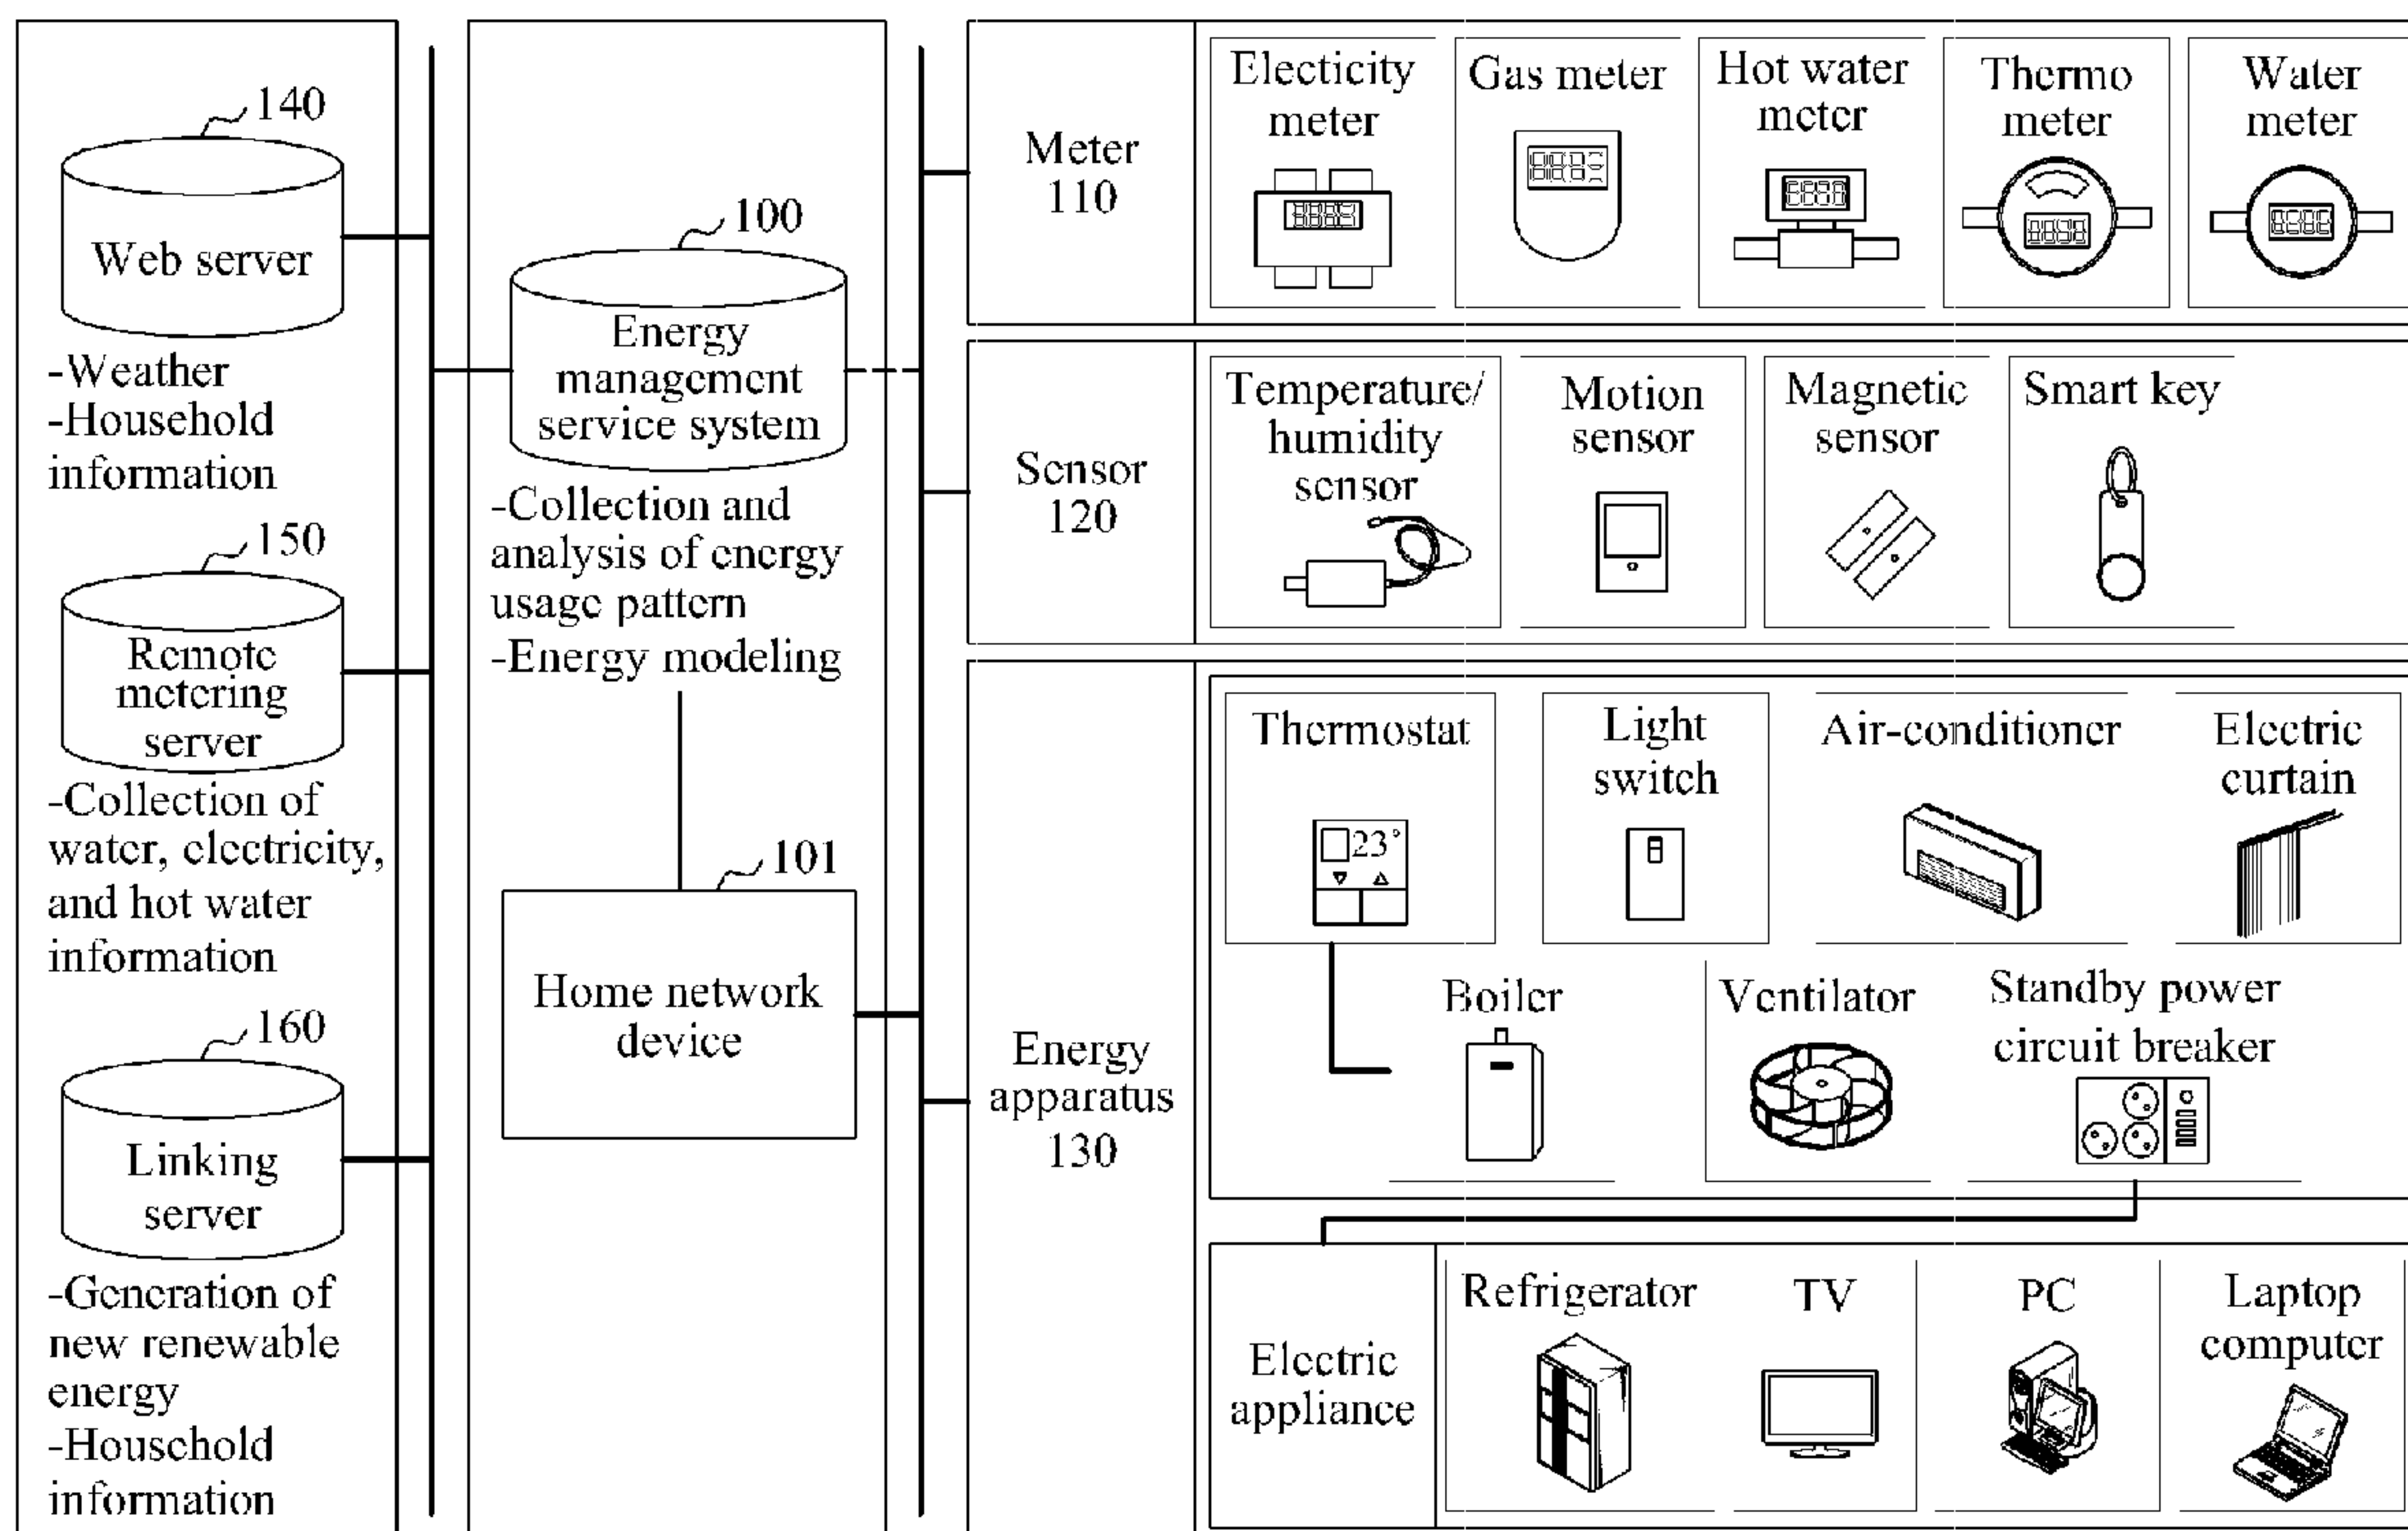 140
Web server
-Weather
-Household
information
150
Remote
metering
server
-Collection of
water, electricity,
and hot water
information
160
Linking
server
-Generation of
new renewable
energy
-Household
information
100
Energy
management
service system
-Collection and
analysis of energy
usage pattern
-Energy modeling
101
Home network
device
Meter
110
Electicity
meter
Gas meter
Hot water
meter
Thermo
meter
Water
meter
Sensor
120
Temperature/
humidity
sensor
Motion
sensor
Magnetic
sensor
Smart key
Energy
apparatus
130
Thermostat
23°
Light
switch
Air-conditioner
Electric
curtain
Boiler
Ventilator
Standby power
circuit breaker
Electric
appliance
Refrigerator
TV
PC
Laptop
computer